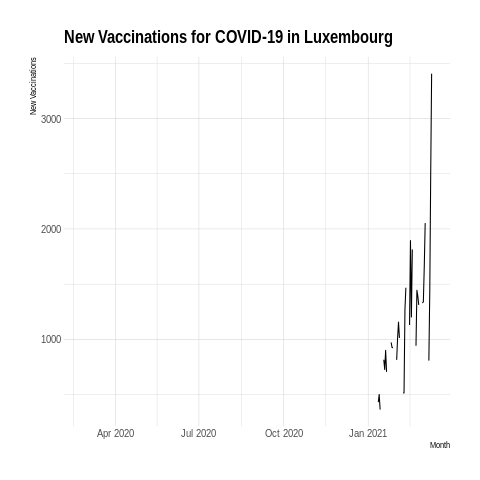 New Vaccinations for COVID-19 in Luxembourg
New Vaccinations
3000
2000
1000
Apr 2020
Jul 2020
Oct 2020
Jan 2021
Month